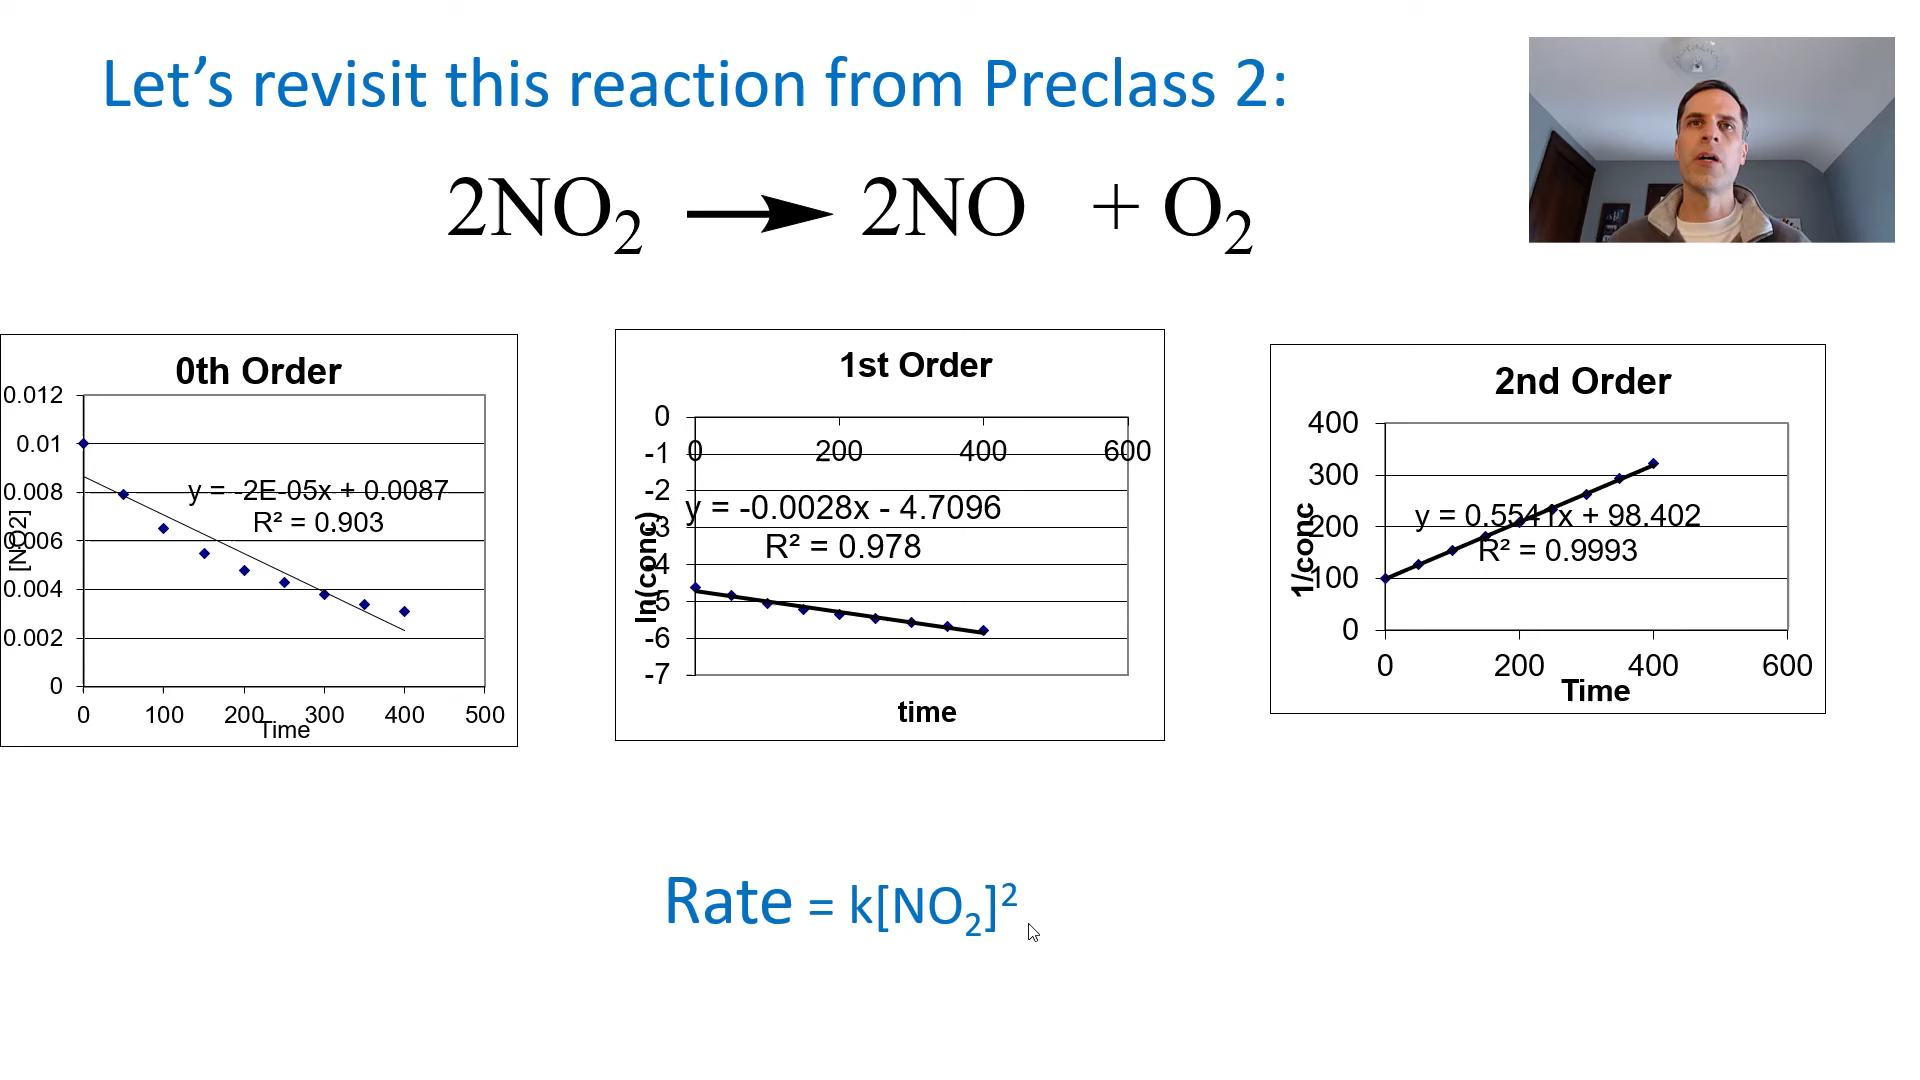 Let’s revisit this reaction from Preclass 2:
2NO₂ → 2NO + O₂
0th Order
0.012
0.01
0.008
0.006
0.004
0.002
0
[NO2]
y = -2E-05x + 0.0087
R² = 0.903
0 100 200 300 400 500
Time
1st Order
0
-1
-2
-3
-4
-5
-6
-7
0 200 400 600
ln(conc)
y = -0.0028x - 4.7096
R² = 0.978
time
2nd Order
400
300
200
100
0
1/conc
y = 0.5541x + 98.402
R² = 0.9993
0 200 400 600
Time
Rate = k[NO₂]²